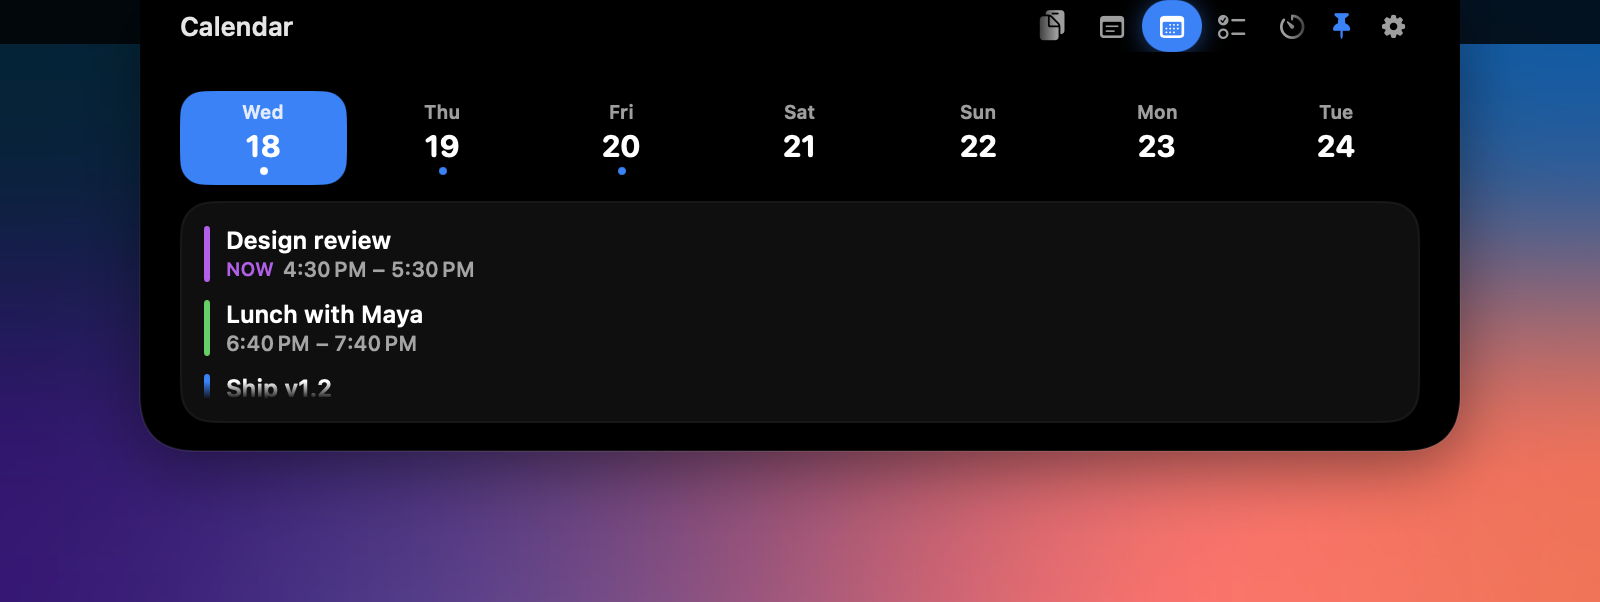 Calendar
Wed Thu Fri Sat Sun Mon Tue
18 19 20 21 22 23 24
Design review
NOW 4:30 PM – 5:30 PM
Lunch with Maya
6:40 PM – 7:40 PM
Ship v1.2